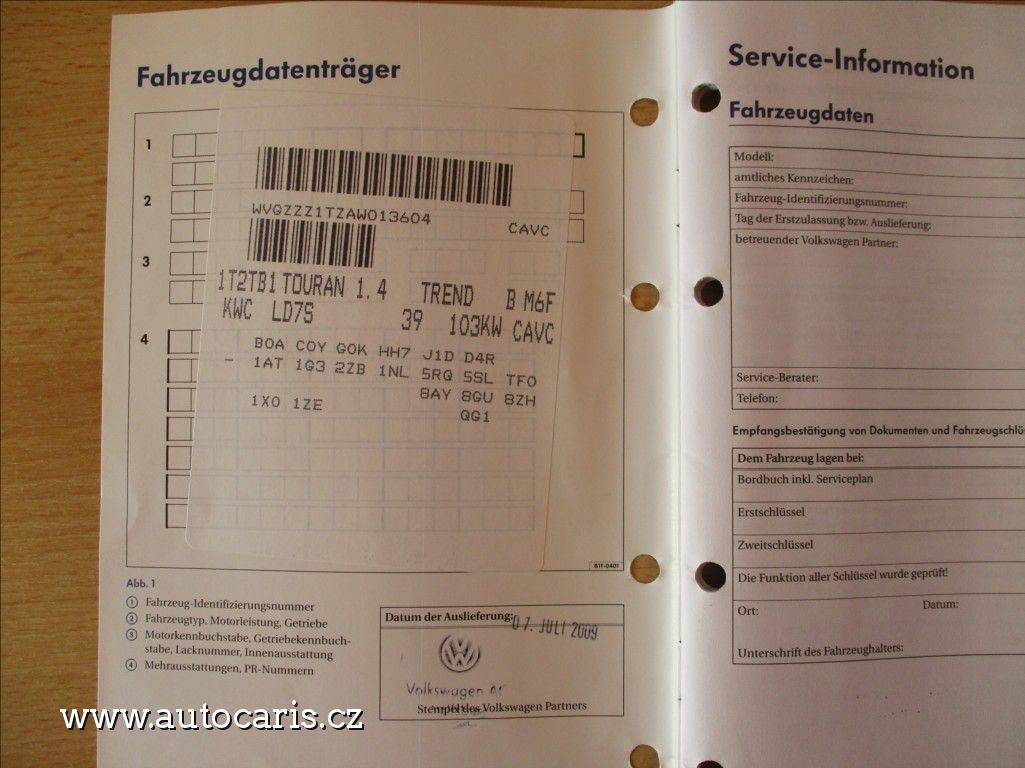 Fahrzeugdatenträger
1
2
3
4
WVGZZZ1TZAW013604
CAVC
1T2TB1 TOURAN 1.4 TREND B M6F
KWC LD7S 39 103KW CAVC
B0A C0Y G0K HH7 J1D D4R
- 1AT 1G3 2ZB 1NL 5RQ 5SL TF0
8AY 8GU 8ZH
1X0 1ZE
QG1
B1F-0401
Abb. 1
1 Fahrzeug-Identifizierungsnummer
2 Fahrzeugtyp, Motorleistung, Getriebe
3 Motorkennbuchstabe, Getriebekennbuch-
stabe, Lacknummer, Innenausstattung
4 Mehrausstattungen, PR-Nummern
Datum der Auslieferung:
07. JULI 2009
Volkswagen AG
Stempel des Volkswagen Partners
www.autocaris.cz
Service-Information
Fahrzeugdaten
Modell:
amtliches Kennzeichen:
Fahrzeug-Identifizierungsnummer:
Tag der Erstzulassung bzw. Auslieferung:
betreuender Volkswagen Partner:
Service-Berater:
Telefon:
Empfangsbestätigung von Dokumenten und Fahrzeugschlü
Dem Fahrzeug lagen bei:
Bordbuch inkl. Serviceplan
Erstschlüssel
Zweitschlüssel
Die Funktion aller Schlüssel wurde geprüft!
Ort: Datum:
Unterschrift des Fahrzeughalters: